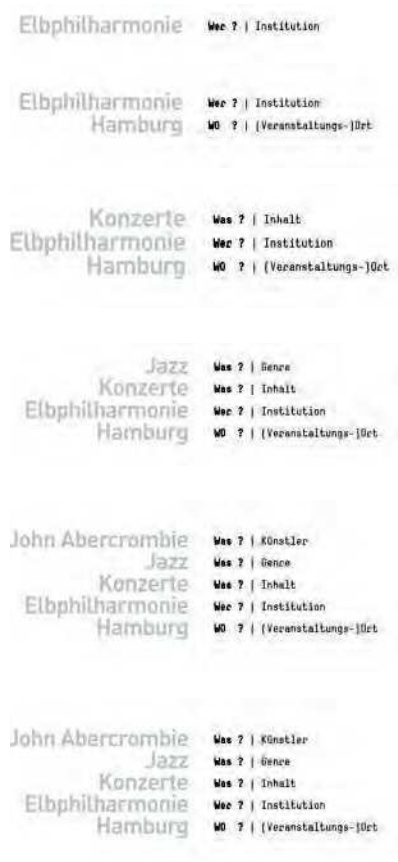 Elbphilharmonie Wer ? | Institution
Elbphilharmonie Wer ? | Institution
Hamburg WO ? | (Veranstaltungs-)Ort
Konzerte Was ? | Inhalt
Elbphilharmonie Wer ? | Institution
Hamburg WO ? | (Veranstaltungs-)Ort
Jazz Was ? | Genre
Konzerte Was ? | Inhalt
Elbphilharmonie Wer ? | Institution
Hamburg WO ? | (Veranstaltungs-)Ort
John Abercrombie Was ? | Künstler
Jazz Was ? | Genre
Konzerte Was ? | Inhalt
Elbphilharmonie Wer ? | Institution
Hamburg WO ? | (Veranstaltungs-)Ort
John Abercrombie Was ? | Künstler
Jazz Was ? | Genre
Konzerte Was ? | Inhalt
Elbphilharmonie Wer ? | Institution
Hamburg WO ? | (Veranstaltungs-)Ort